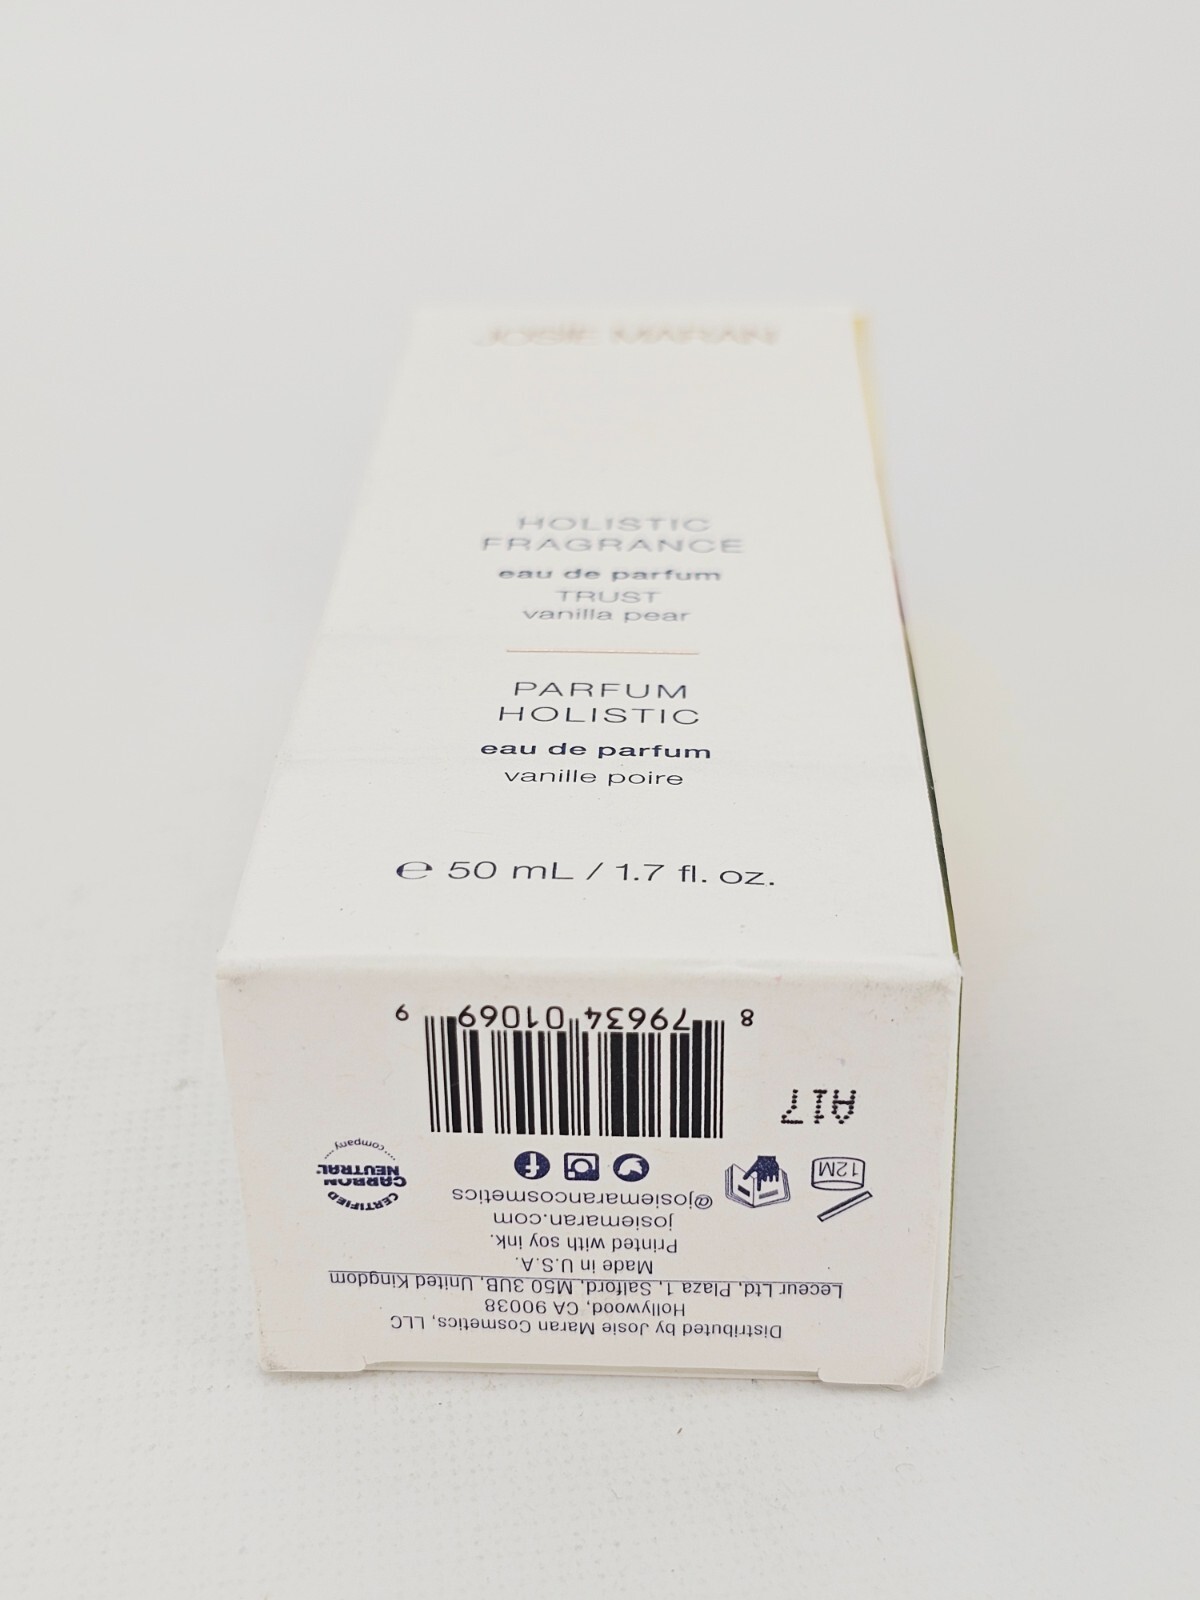 JOSIE MARAN
HOLISTIC
FRAGRANCE
eau de parfum
TRUST
vanilla pear
PARFUM
HOLISTIC
eau de parfum
vanille poire
℮ 50 mL / 1.7 fl. oz.
Distributed by Josie Maran Cosmetics, LLC
Hollywood, CA 90038
Leceur Ltd, Plaza 1, Salford, M50 3UB, United Kingdom
Made in U.S.A.
Printed with soy ink.
josiemaran.com
@josiemarancosmetics
12M
CERTIFIED
CARBON
NEUTRAL
company
A17
8 79634 01069 9